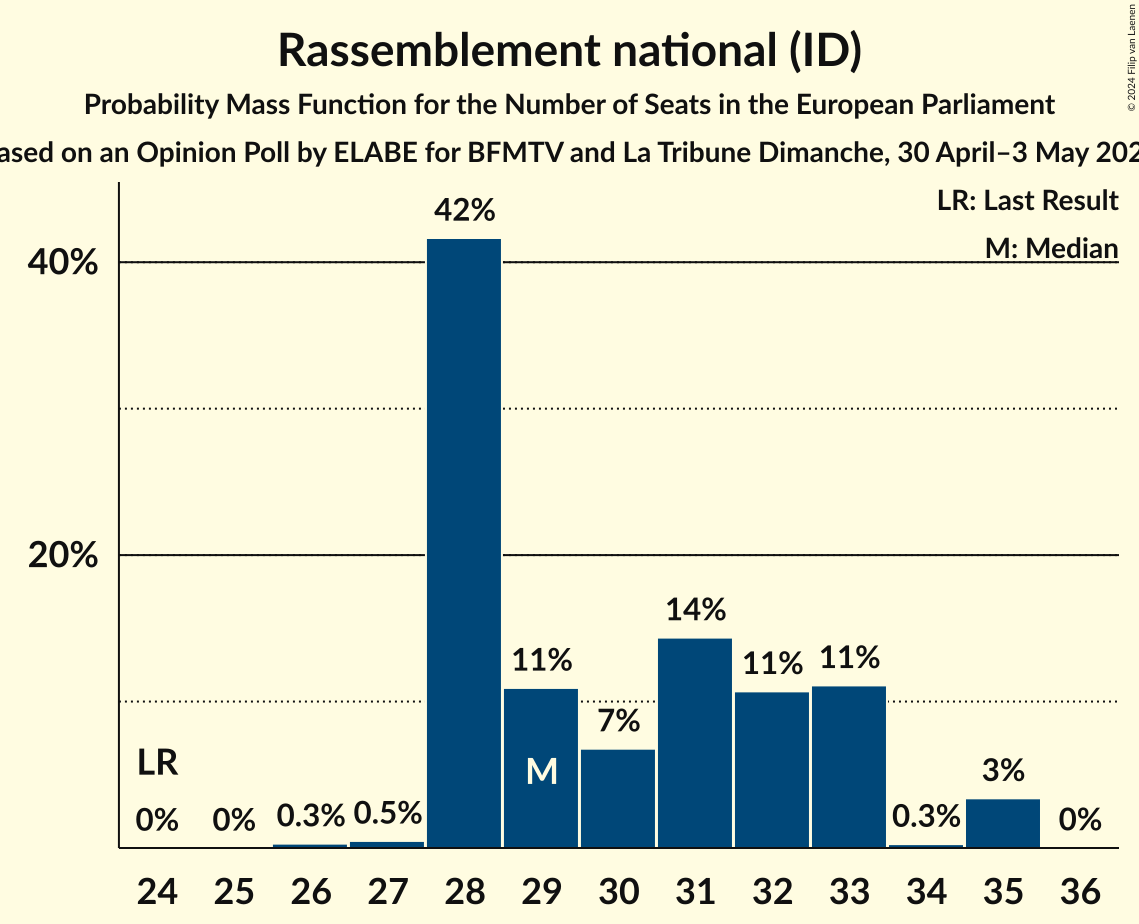 Rassemblement national (ID)
Probability Mass Function for the Number of Seats in the European Parliament
ased on an Opinion Poll by ELABE for BFMTV and La Tribune Dimanche, 30 April–3 May 202
© 2024 Filip van Laenen
LR: Last Result
M: Median
42%
40%
20%
14%
11%
11%
11%
7%
LR
M
3%
0%
0%
0.3%
0.5%
0.3%
0%
24 25 26 27 28 29 30 31 32 33 34 35 36